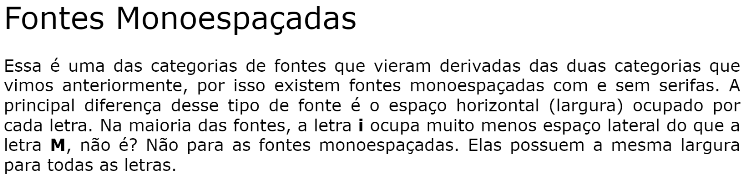 Fontes Monoespaçadas
Essa é uma das categorias de fontes que vieram derivadas das duas categorias que
vimos anteriormente, por isso existem fontes monoespaçadas com e sem serifas. A
principal diferença desse tipo de fonte é o espaço horizontal (largura) ocupado por
cada letra. Na maioria das fontes, a letra i ocupa muito menos espaço lateral do que a
letra M, não é? Não para as fontes monoespaçadas. Elas possuem a mesma largura
para todas as letras.